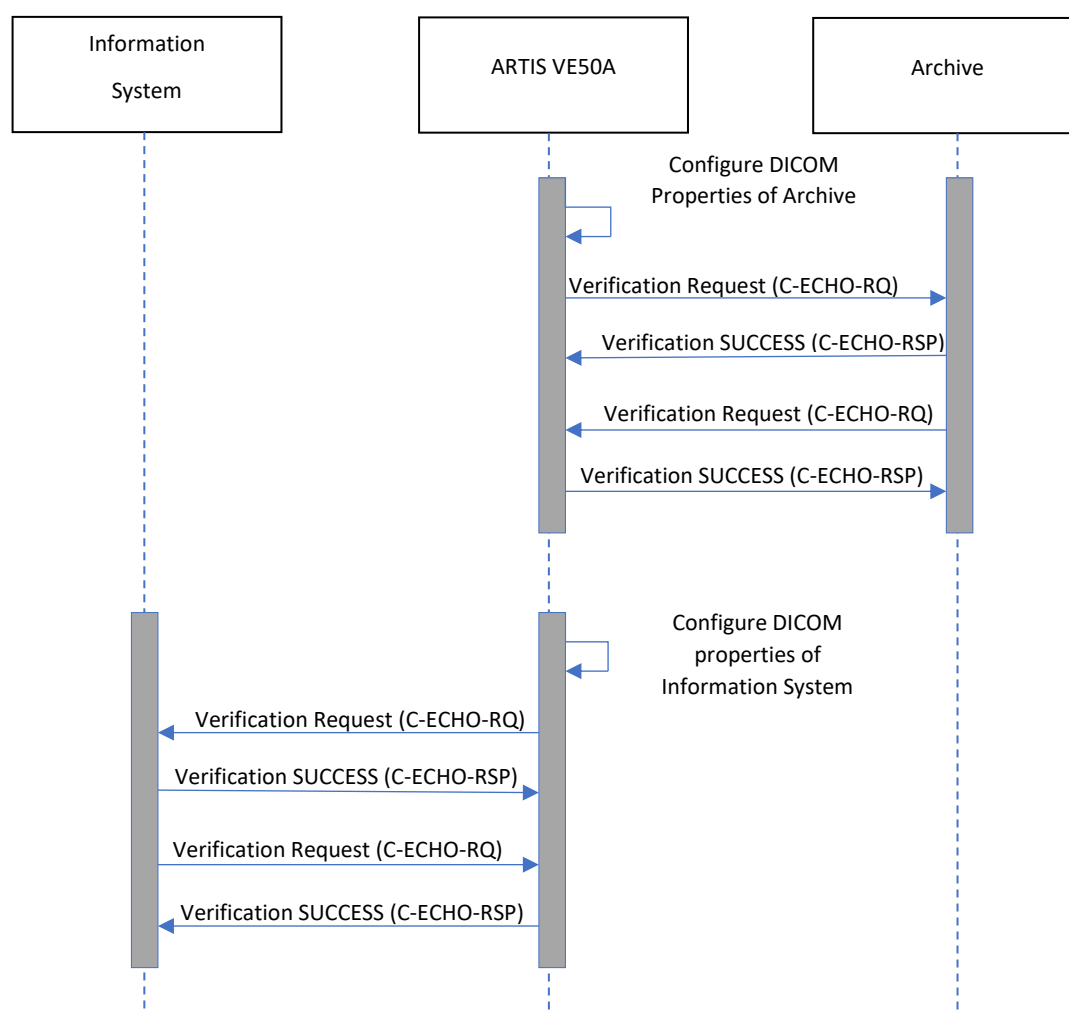 Information
System
ARTIS VE50A
Archive
Configure DICOM
Properties of Archive
Verification Request (C-ECHO-RQ)
Verification SUCCESS (C-ECHO-RSP)
Verification Request (C-ECHO-RQ)
Verification SUCCESS (C-ECHO-RSP)
Configure DICOM
properties of
Information System
Verification Request (C-ECHO-RQ)
Verification SUCCESS (C-ECHO-RSP)
Verification Request (C-ECHO-RQ)
Verification SUCCESS (C-ECHO-RSP)